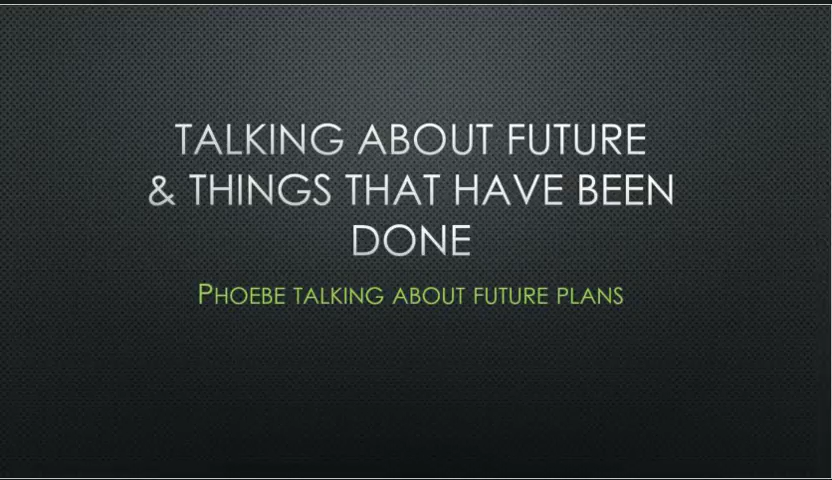 TALKING ABOUT FUTURE
& THINGS THAT HAVE BEEN
DONE
PHOEBE TALKING ABOUT FUTURE PLANS